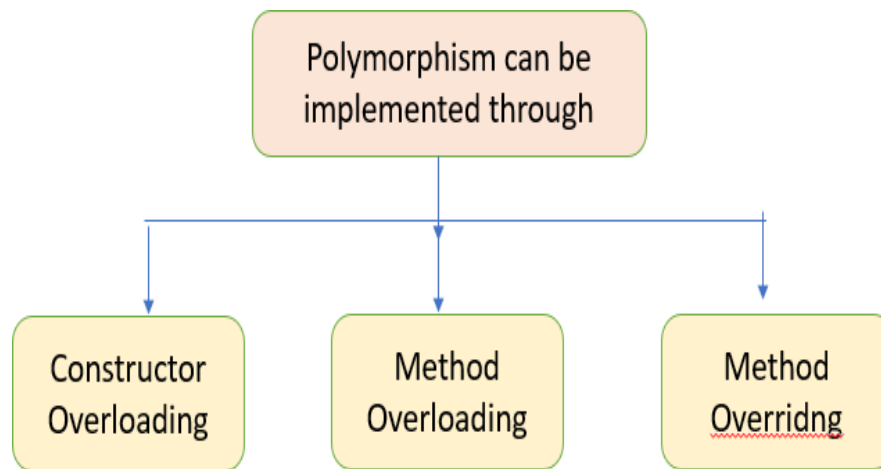 Polymorphism can be
implemented through
Constructor
Overloading
Method
Overloading
Method
Overridng